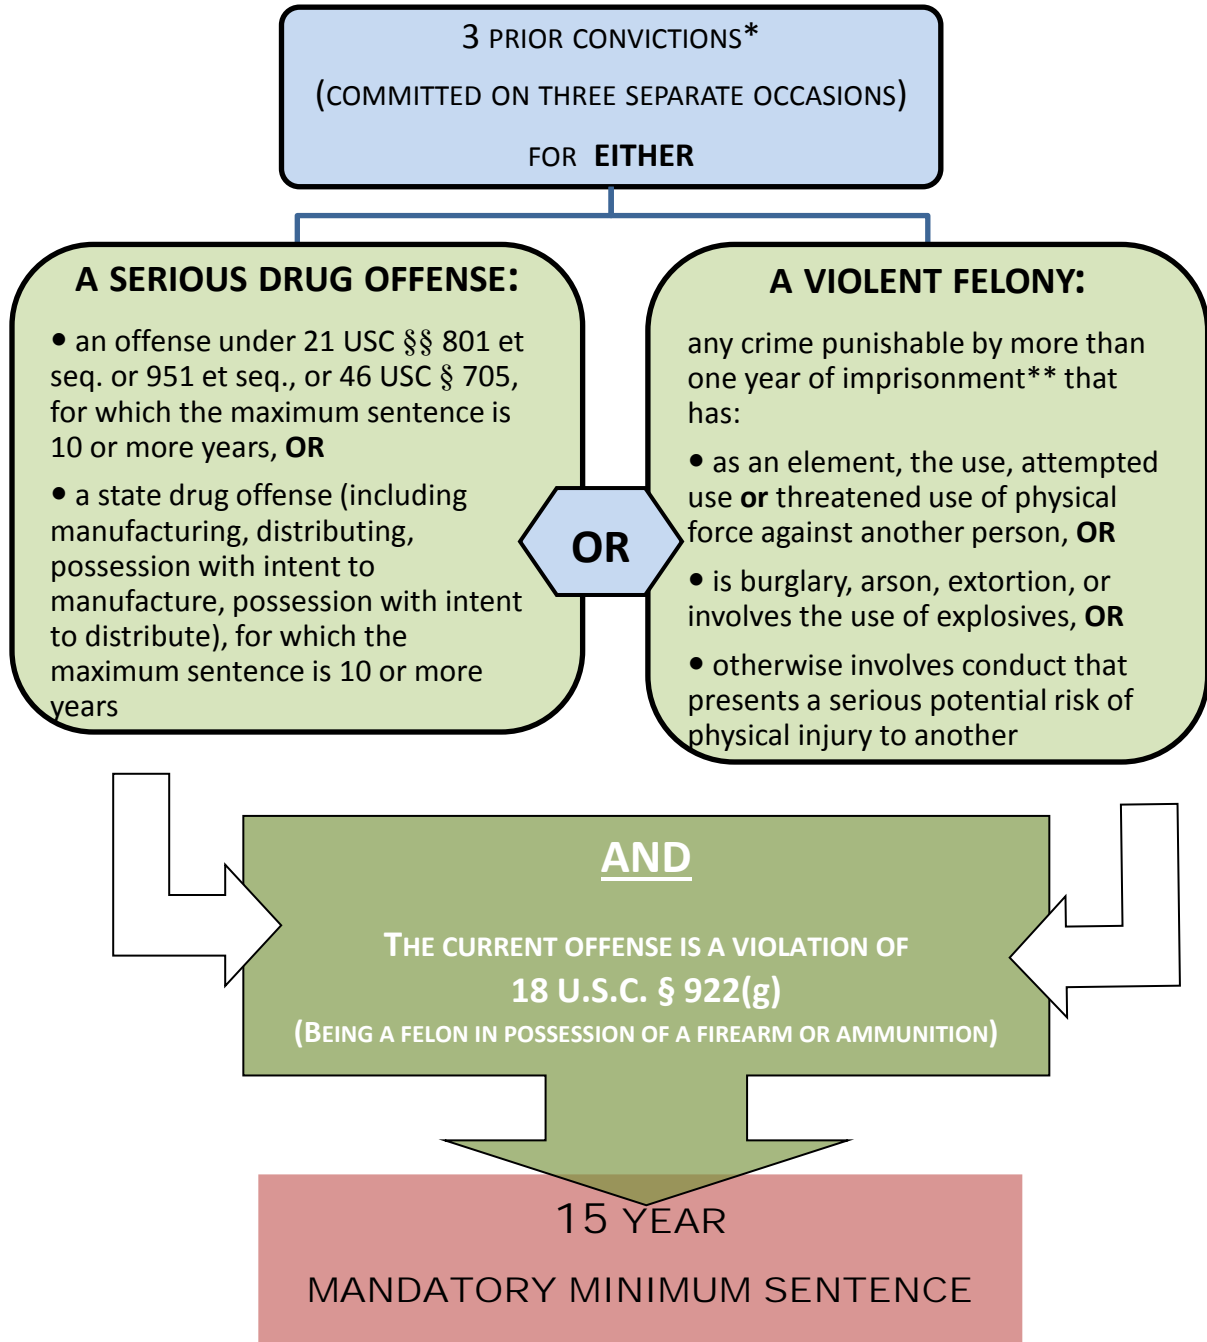 3 PRIOR CONVICTIONS*
(COMMITTED ON THREE SEPARATE OCCASIONS)
FOR EITHER
A SERIOUS DRUG OFFENSE:
• an offense under 21 USC §§ 801 et
seq. or 951 et seq., or 46 USC § 705,
for which the maximum sentence is
10 or more years, OR
• a state drug offense (including
manufacturing, distributing,
possession with intent to
manufacture, possession with intent
to distribute), for which the
maximum sentence is 10 or more
years
OR
A VIOLENT FELONY:
any crime punishable by more than
one year of imprisonment** that
has:
• as an element, the use, attempted
use or threatened use of physical
force against another person, OR
• is burglary, arson, extortion, or
involves the use of explosives, OR
• otherwise involves conduct that
presents a serious potential risk of
physical injury to another
AND
THE CURRENT OFFENSE IS A VIOLATION OF
18 U.S.C. § 922(g)
(BEING A FELON IN POSSESSION OF A FIREARM OR AMMUNITION)
15 YEAR
MANDATORY MINIMUM SENTENCE